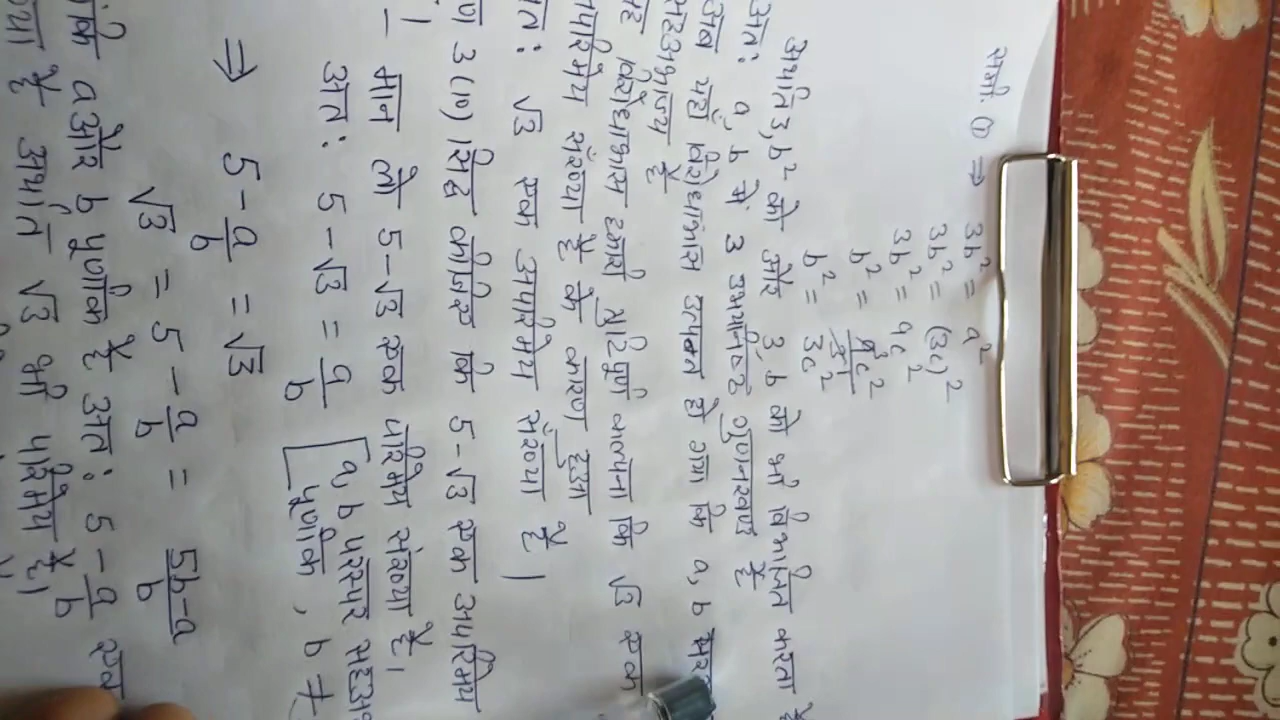 समी. ① ⇒ 3b² = a²
3b² = (3c)²
3b² = 9c²
b² = 9c²/3
b² = 3c²
अर्थात 3, b² को और 3, b को भी विभाजित करता है
अतः a, b में 3 उभयनिष्ठ गुणनखण्ड है
अब यहाँ विरोधाभास उत्पन्न हो गया कि a, b
सहअभाज्य है
यह विरोधाभास हमारी त्रुटिपूर्ण कल्पना कि √3 एक
परिमेय संख्या है के कारण हुआ
अतः √3 एक अपरिमेय संख्या है।
3 (10) सिद्ध कीजिए कि 5-√3 एक अपरिमेय
मान लो 5-√3 एक परिमेय संख्या है।
अतः 5-√3 = a/b [a, b परस्पर
पूर्णांक, b ≠
⇒ 5 - a/b = √3
√3 = 5 - a/b = 5b-a/b
a और b पूर्णांक है अतः 5 - a/b एक
है अर्थात √3 भी परिमेय है।